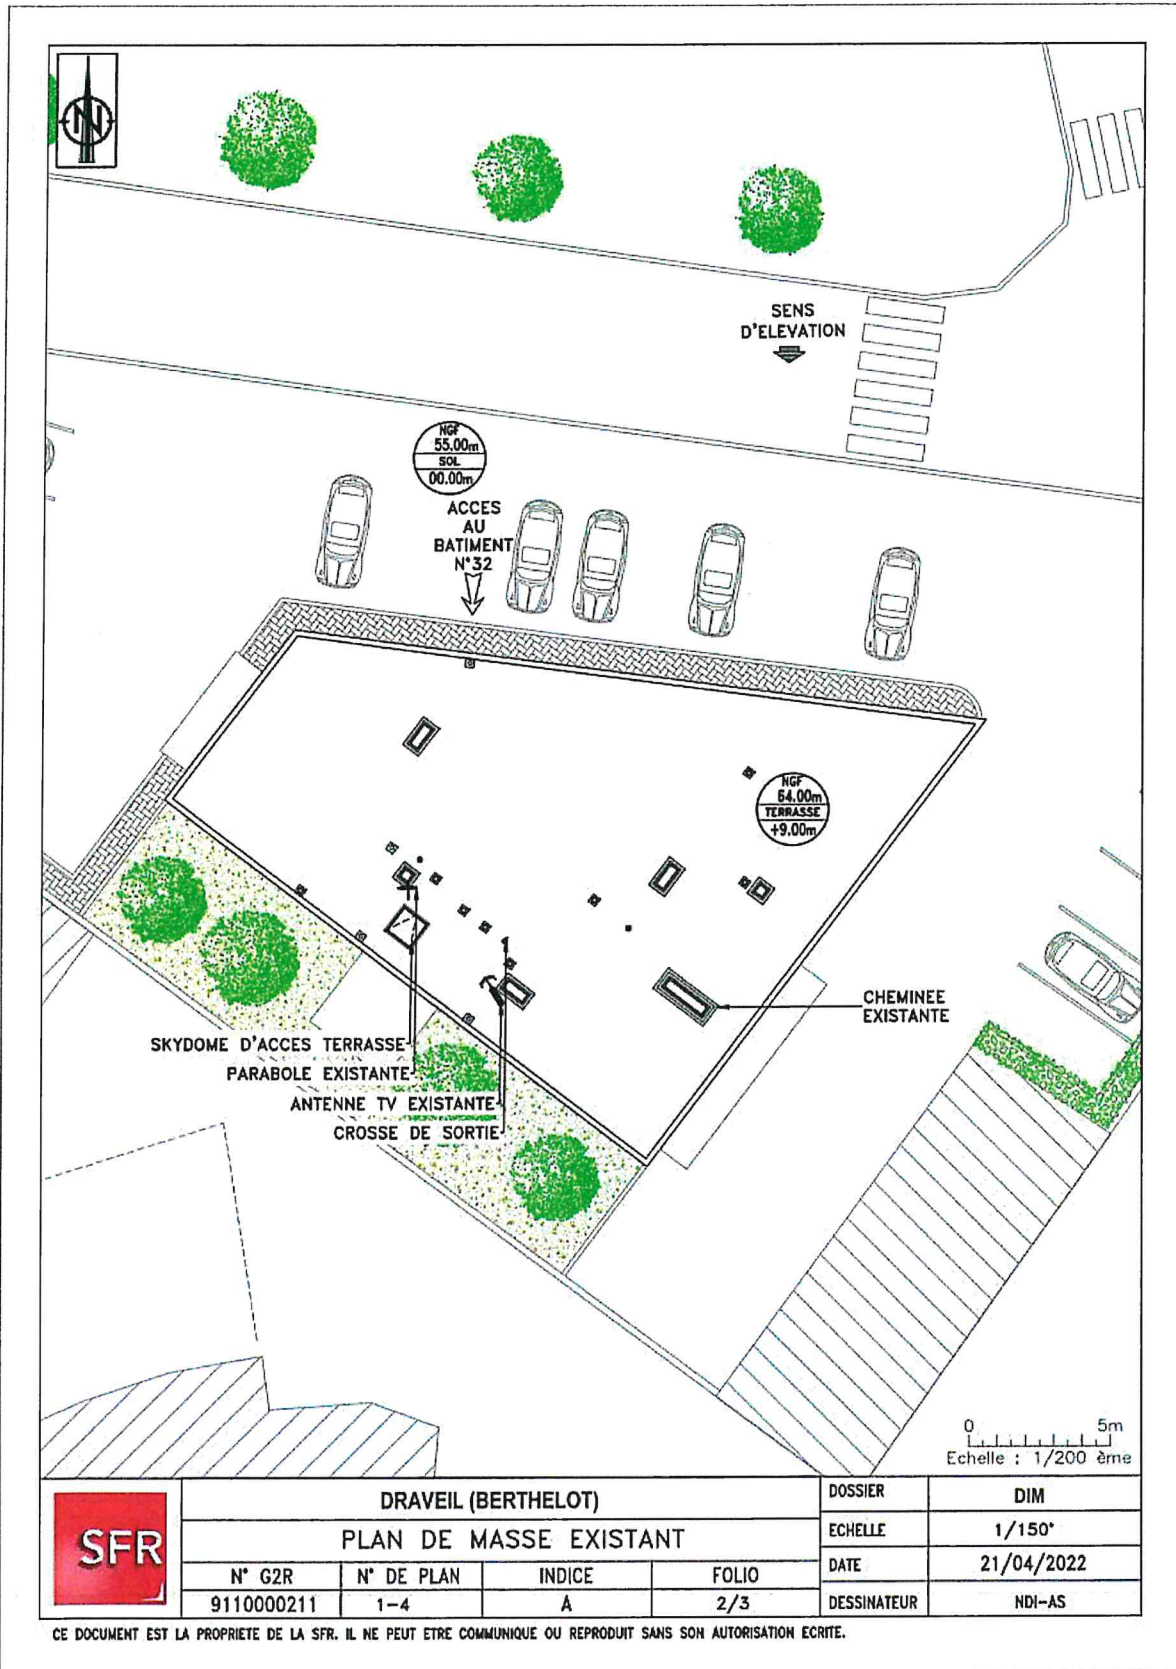 N
SENS
D'ELEVATION
NGF
55.00m
SOL
00.00m
ACCES
AU
BATIMENT
N°32
NGF
64.00m
TERRASSE
+9.00m
CHEMINEE
EXISTANTE
SKYDOME D'ACCES TERRASSE
PARABOLE EXISTANTE
ANTENNE TV EXISTANTE
CROSSE DE SORTIE
0 5m
Echelle : 1/200 ème
SFR
DRAVEIL (BERTHELOT)
PLAN DE MASSE EXISTANT
N° G2R N° DE PLAN INDICE FOLIO
9110000211 1-4 A 2/3
DOSSIER DIM
ECHELLE 1/150°
DATE 21/04/2022
DESSINATEUR NDI-AS
CE DOCUMENT EST LA PROPRIETE DE LA SFR. IL NE PEUT ETRE COMMUNIQUE OU REPRODUIT SANS SON AUTORISATION ECRITE.